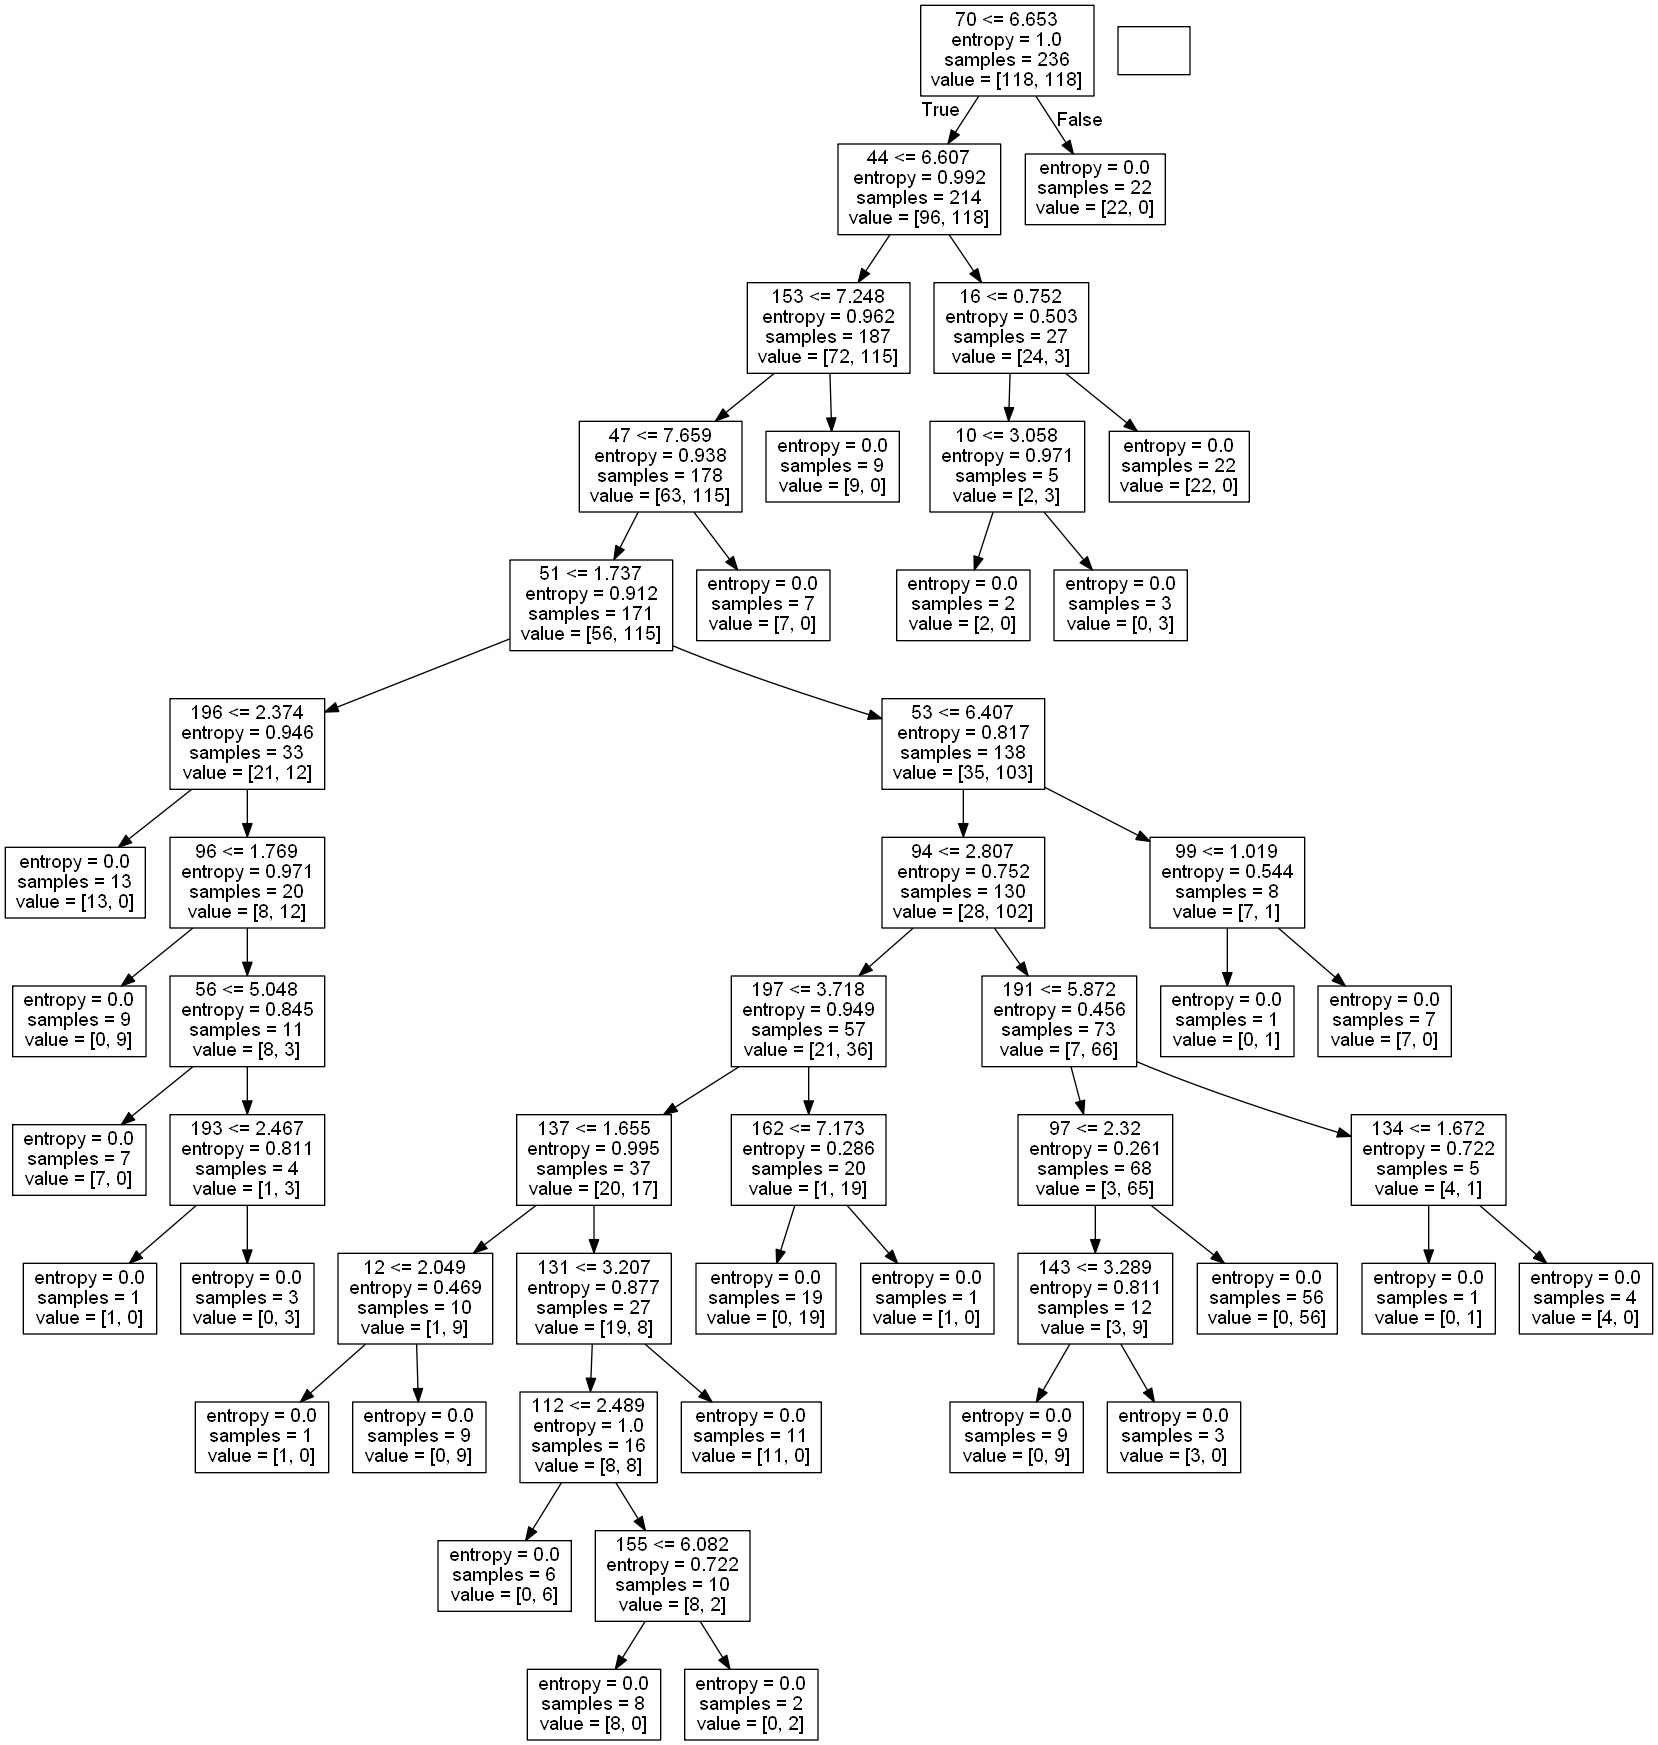 70 <= 6.653
entropy = 1.0
samples = 236
value = [118, 118]
True
False
44 <= 6.607
entropy = 0.992
samples = 214
value = [96, 118]
entropy = 0.0
samples = 22
value = [22, 0]
153 <= 7.248
entropy = 0.962
samples = 187
value = [72, 115]
16 <= 0.752
entropy = 0.503
samples = 27
value = [24, 3]
47 <= 7.659
entropy = 0.938
samples = 178
value = [63, 115]
entropy = 0.0
samples = 9
value = [9, 0]
10 <= 3.058
entropy = 0.971
samples = 5
value = [2, 3]
entropy = 0.0
samples = 22
value = [22, 0]
51 <= 1.737
entropy = 0.912
samples = 171
value = [56, 115]
entropy = 0.0
samples = 7
value = [7, 0]
entropy = 0.0
samples = 2
value = [2, 0]
entropy = 0.0
samples = 3
value = [0, 3]
196 <= 2.374
entropy = 0.946
samples = 33
value = [21, 12]
53 <= 6.407
entropy = 0.817
samples = 138
value = [35, 103]
entropy = 0.0
samples = 13
value = [13, 0]
96 <= 1.769
entropy = 0.971
samples = 20
value = [8, 12]
94 <= 2.807
entropy = 0.752
samples = 130
value = [28, 102]
99 <= 1.019
entropy = 0.544
samples = 8
value = [7, 1]
entropy = 0.0
samples = 9
value = [0, 9]
56 <= 5.048
entropy = 0.845
samples = 11
value = [8, 3]
197 <= 3.718
entropy = 0.949
samples = 57
value = [21, 36]
191 <= 5.872
entropy = 0.456
samples = 73
value = [7, 66]
entropy = 0.0
samples = 1
value = [0, 1]
entropy = 0.0
samples = 7
value = [7, 0]
entropy = 0.0
samples = 7
value = [7, 0]
193 <= 2.467
entropy = 0.811
samples = 4
value = [1, 3]
137 <= 1.655
entropy = 0.995
samples = 37
value = [20, 17]
162 <= 7.173
entropy = 0.286
samples = 20
value = [1, 19]
97 <= 2.32
entropy = 0.261
samples = 68
value = [3, 65]
134 <= 1.672
entropy = 0.722
samples = 5
value = [4, 1]
entropy = 0.0
samples = 1
value = [1, 0]
entropy = 0.0
samples = 3
value = [0, 3]
12 <= 2.049
entropy = 0.469
samples = 10
value = [1, 9]
131 <= 3.207
entropy = 0.877
samples = 27
value = [19, 8]
entropy = 0.0
samples = 19
value = [0, 19]
entropy = 0.0
samples = 1
value = [1, 0]
143 <= 3.289
entropy = 0.811
samples = 12
value = [3, 9]
entropy = 0.0
samples = 56
value = [0, 56]
entropy = 0.0
samples = 1
value = [0, 1]
entropy = 0.0
samples = 4
value = [4, 0]
entropy = 0.0
samples = 1
value = [1, 0]
entropy = 0.0
samples = 9
value = [0, 9]
112 <= 2.489
entropy = 1.0
samples = 16
value = [8, 8]
entropy = 0.0
samples = 11
value = [11, 0]
entropy = 0.0
samples = 9
value = [0, 9]
entropy = 0.0
samples = 3
value = [3, 0]
entropy = 0.0
samples = 6
value = [0, 6]
155 <= 6.082
entropy = 0.722
samples = 10
value = [8, 2]
entropy = 0.0
samples = 8
value = [8, 0]
entropy = 0.0
samples = 2
value = [0, 2]